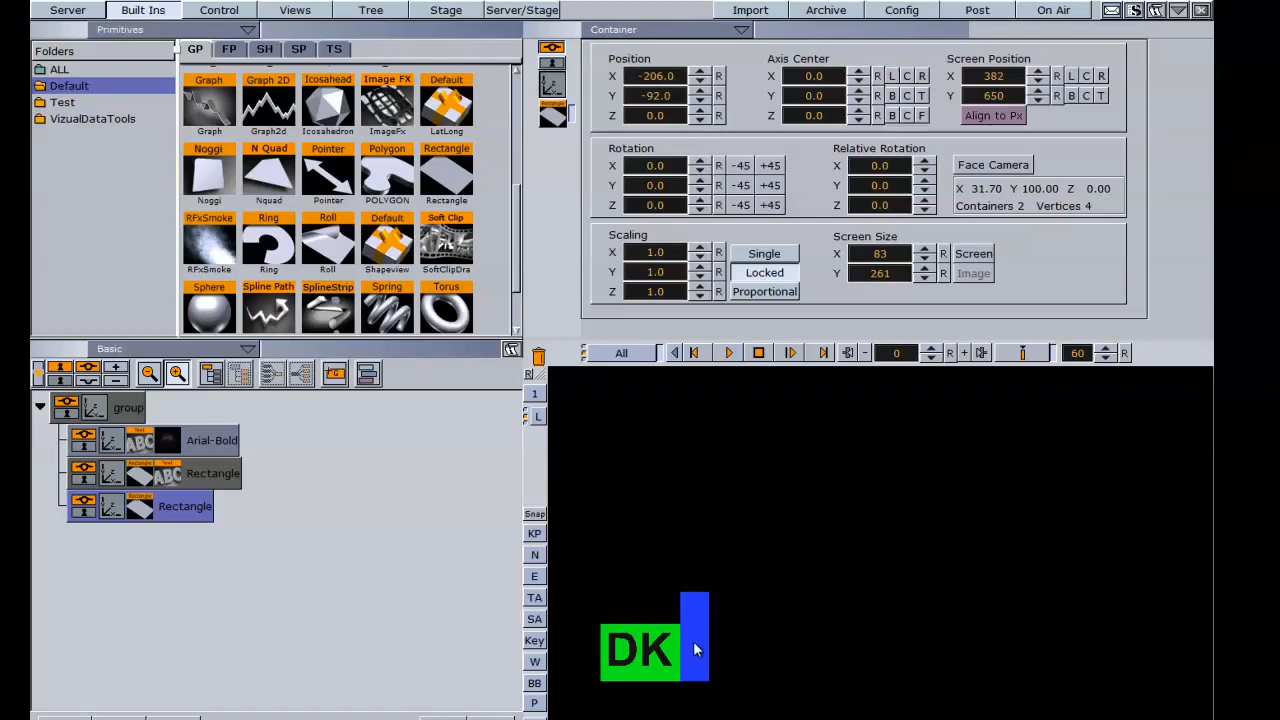 Server Built Ins Control Views Tree Stage Server/Stage Import Archive Config Post On Air
Primitives
Folders
ALL
Default
Test
VizualDataTools
GP FP SH SP TS
Graph Graph 2D Icosahead Image FX Default
Graph Graph2d Icosahedron ImageFx LatLong
Noggi N Quad Pointer Polygon Rectangle
Noggi Nquad Pointer POLYGON Rectangle
RFxSmoke Ring Roll Default Soft Clip
RFxSmoke Ring Roll Shapeview SoftClipDra
Sphere Spline Path SplineStrip Spring Torus
Container
Rectangle
Position Axis Center Screen Position
X -206.0 R X 0.0 R L C R X 382 R L C R
Y -92.0 R Y 0.0 R B C T Y 650 R B C T
Z 0.0 R Z 0.0 R B C F Align to Px
Rotation Relative Rotation
X 0.0 R -45 +45 X 0.0 Face Camera
Y 0.0 R -45 +45 Y 0.0 X 31.70 Y 100.00 Z 0.00
Z 0.0 R -45 +45 Z 0.0 Containers 2 Vertices 4
Scaling Screen Size
X 1.0 R Single X 83 R Screen
Y 1.0 R Locked Y 261 R Image
Z 1.0 R Proportional
Basic
All - 0 R + 60 R
R
1
L
group
Text
ABC Arial-Bold
Rectangle Text
ABC Rectangle
Rectangle
Rectangle
Snap
KP
N
E
TA
SA
Key
W
BB
P
DK